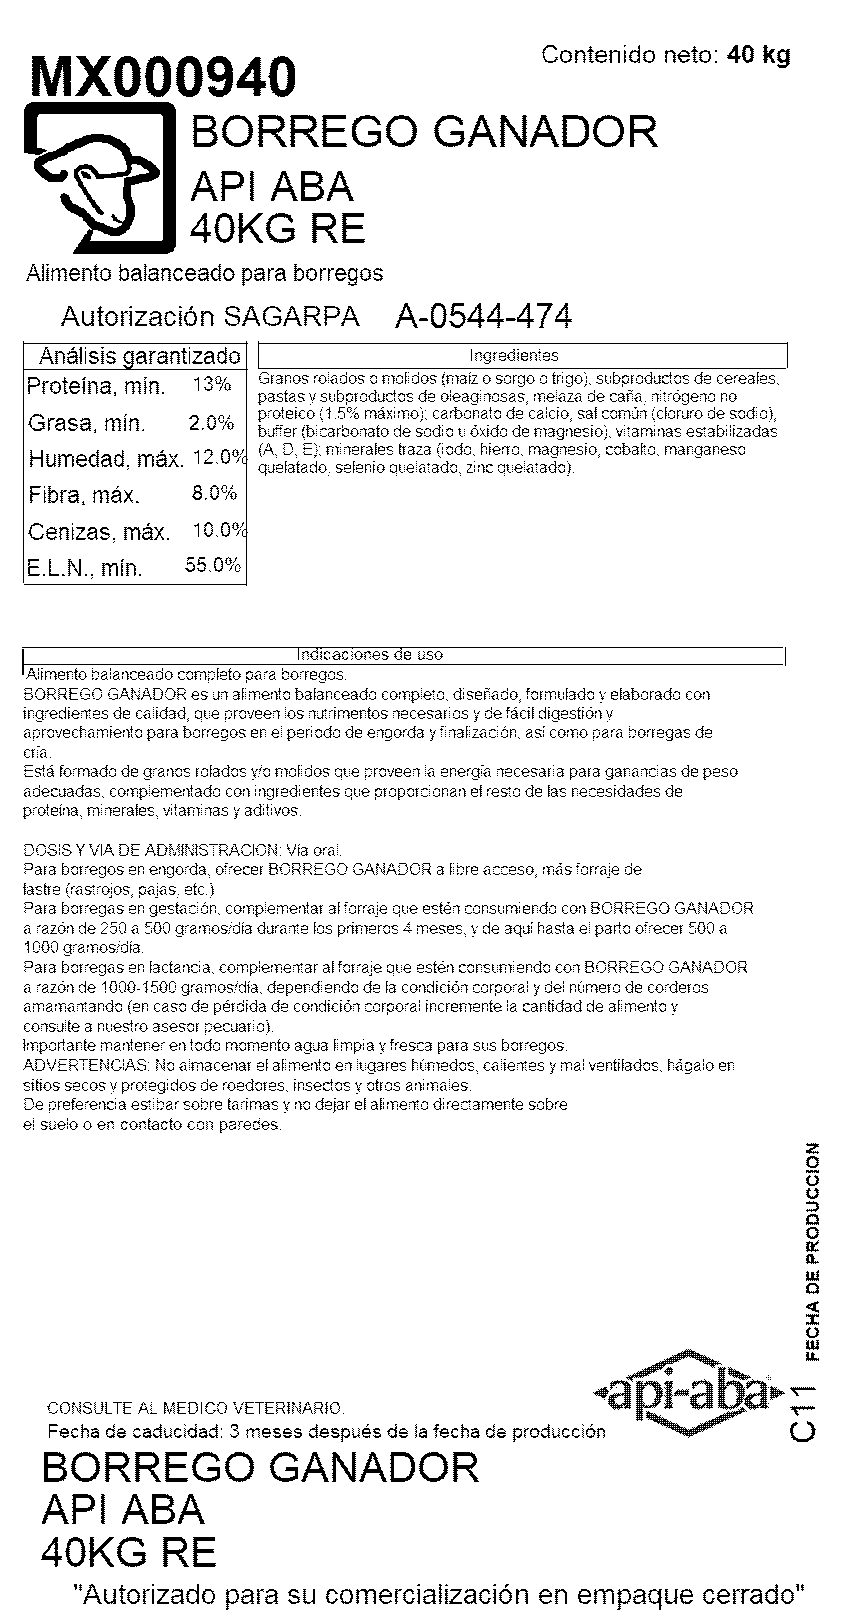 MX000940
Contenido neto: 40 kg
BORREGO GANADOR
API ABA
40KG RE
Alimento balanceado para borregos
Autorización SAGARPA A-0544-474
Análisis garantizado
Proteína, mín. 13%
Grasa, mín. 2.0%
Humedad, máx. 12.0%
Fibra, máx. 8.0%
Cenizas, máx. 10.0%
E.L.N., mín. 55.0%
Ingredientes
Granos rolados o molidos (maíz o sorgo o trigo), subproductos de cereales,
pastas y subproductos de oleaginosas, melaza de caña, nitrógeno no
proteico (1.5% máximo); carbonato de calcio, sal común (cloruro de sodio),
buffer (bicarbonato de sodio u óxido de magnesio), vitaminas estabilizadas
(A, D, E); minerales traza (iodo, hierro, magnesio, cobalto, manganeso
quelatado, selenio quelatado, zinc quelatado).
Indicaciones de uso
Alimento balanceado completo para borregos.
BORREGO GANADOR es un alimento balanceado completo, diseñado, formulado y elaborado con
ingredientes de calidad, que proveen los nutrimentos necesarios y de fácil digestión y
aprovechamiento para borregos en el periodo de engorda y finalización, así como para borregas de
cría.
Está formado de granos rolados y/o molidos que proveen la energía necesaria para ganancias de peso
adecuadas, complementado con ingredientes que proporcionan el resto de las necesidades de
proteína, minerales, vitaminas y aditivos.
DOSIS Y VIA DE ADMINISTRACION: Vía oral.
Para borregos en engorda, ofrecer BORREGO GANADOR a libre acceso, más forraje de
lastre (rastrojos, pajas, etc.)
Para borregas en gestación, complementar al forraje que estén consumiendo con BORREGO GANADOR
a razón de 250 a 500 gramos/día durante los primeros 4 meses, y de aquí hasta el parto ofrecer 500 a
1000 gramos/día.
Para borregas en lactancia, complementar al forraje que estén consumiendo con BORREGO GANADOR
a razón de 1000-1500 gramos/día, dependiendo de la condición corporal y del número de corderos
amamantando (en caso de pérdida de condición corporal incremente la cantidad de alimento y
consulte a nuestro asesor pecuario).
Importante mantener en todo momento agua limpia y fresca para sus borregos.
ADVERTENCIAS: No almacenar el alimento en lugares húmedos, calientes y mal ventilados, hágalo en
sitios secos y protegidos de roedores, insectos y otros animales.
De preferencia estibar sobre tarimas y no dejar el alimento directamente sobre
el suelo o en contacto con paredes.
FECHA DE PRODUCCION
C11
api-aba
CONSULTE AL MEDICO VETERINARIO.
Fecha de caducidad: 3 meses después de la fecha de producción
BORREGO GANADOR
API ABA
40KG RE
"Autorizado para su comercialización en empaque cerrado"